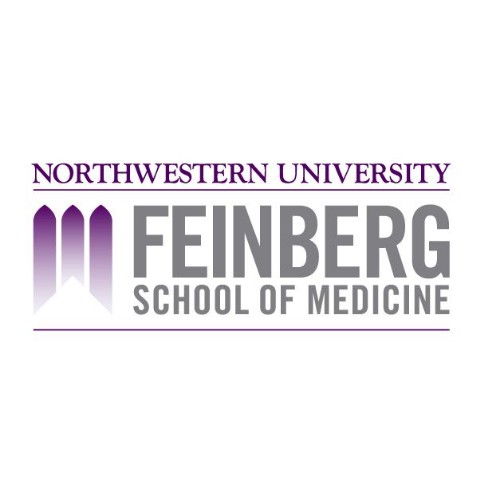 NORTHWESTERN UNIVERSITY
FEINBERG
SCHOOL OF MEDICINE